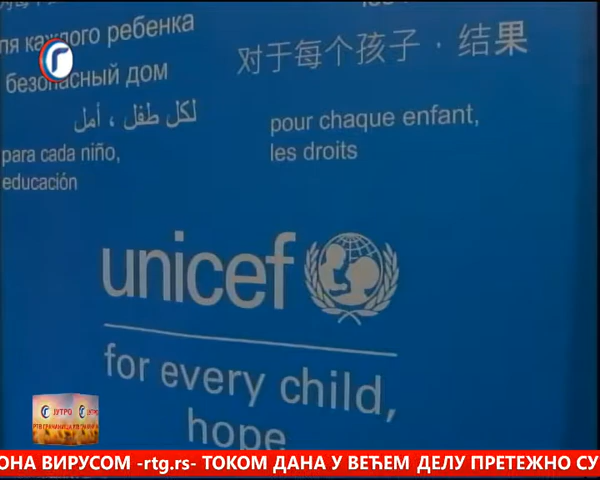 ля каждого ребенка
безопасный дом
对于每个孩子 · 结果
لكل طفل ، أمل
pour chaque enfant,
les droits
para cada niño,
educación
unicef
for every child,
hope
ЈУТРО
ОНА ВИРУСОМ -rtg.rs- ТОКОМ ДАНА У ВЕЋЕМ ДЕЛУ ПРЕТЕЖНО СУ